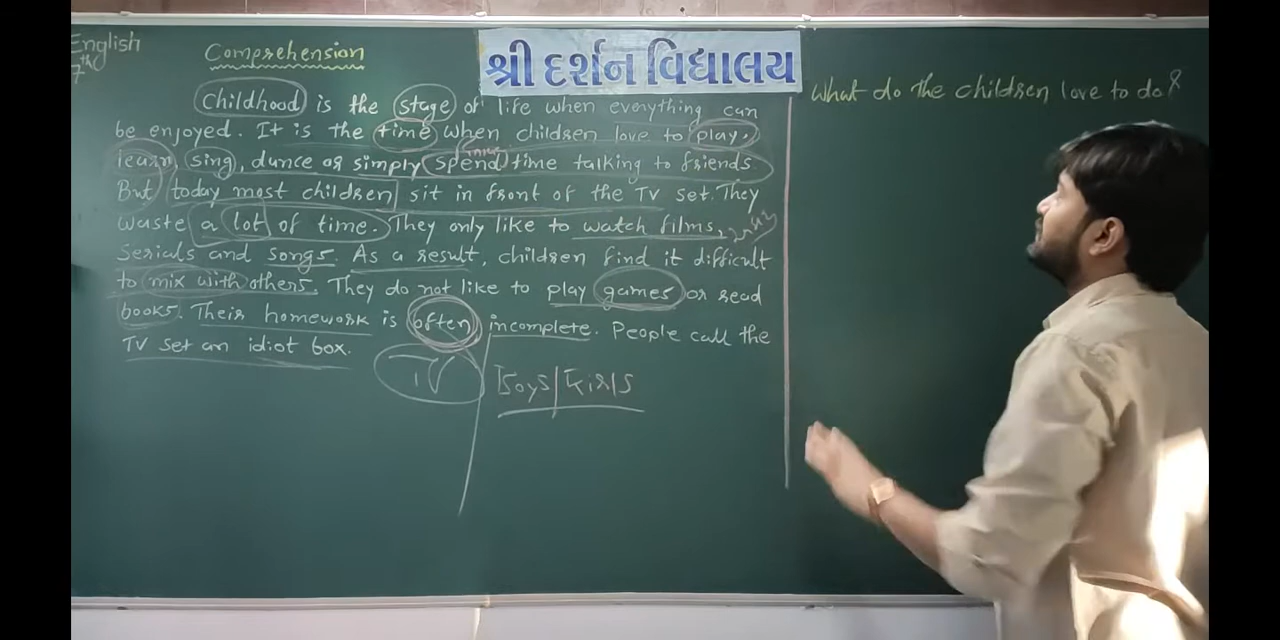 English
7th
Comprehension
શ્રી દર્શન વિદ્યાલય
Childhood is the stage of life when everything can
be enjoyed. It is the time when children love to play,
learn, sing, dunce or simply spend time talking to friends
But today most children sit in front of the TV set. They
waste a lot of time. They only like to watch films,
Serials and songs. As a result, children find it difficult
to mix with others. They do not like to play games or read
books. Their homework is often incomplete. People call the
TV set an idiot box.
TV
Boys/Girls
What do the children love to do?